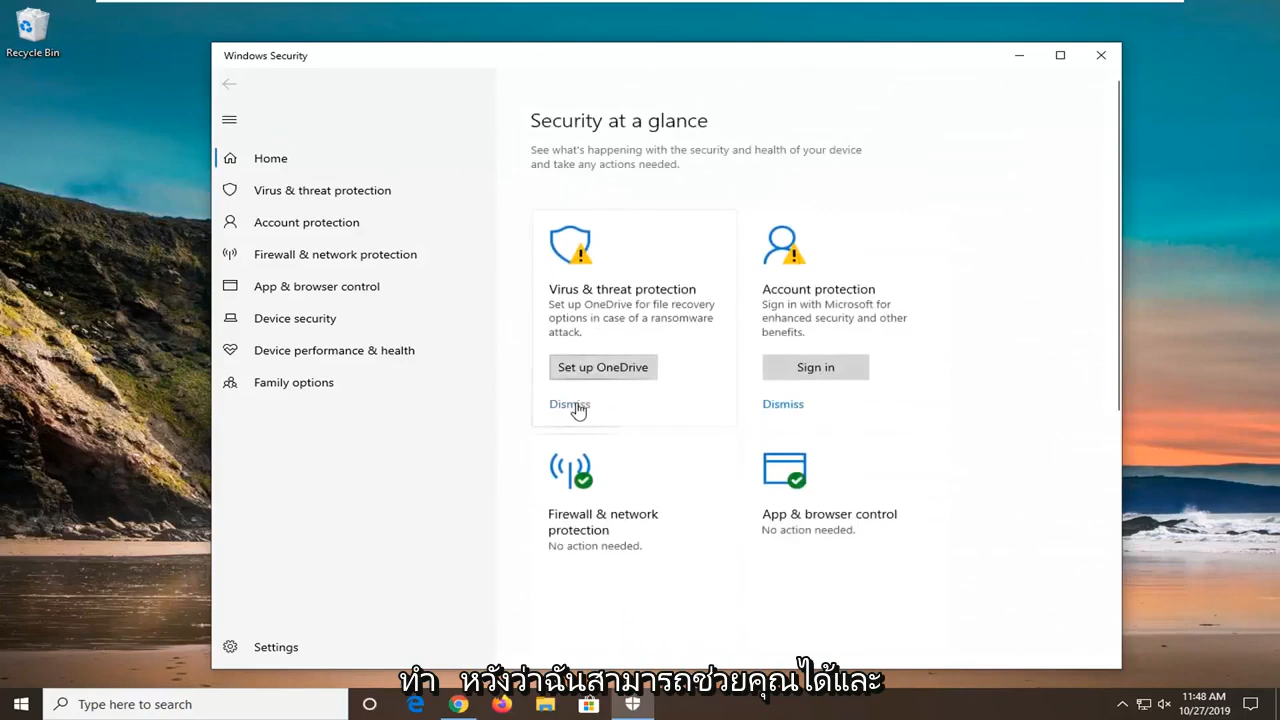 Recycle Bin
Windows Security
Home
Virus & threat protection
Account protection
Firewall & network protection
App & browser control
Device security
Device performance & health
Family options
Settings
Security at a glance
See what's happening with the security and health of your device
and take any actions needed.
Virus & threat protection
Set up OneDrive for file recovery
options in case of a ransomware
attack.
Set up OneDrive
Dismiss
Account protection
Sign in with Microsoft for
enhanced security and other
benefits.
Sign in
Dismiss
Firewall & network
protection
No action needed.
App & browser control
No action needed.
ทำ หวังว่าฉันสามารถช่วยคุณได้และ
Type here to search
11:48 AM
10/27/2019